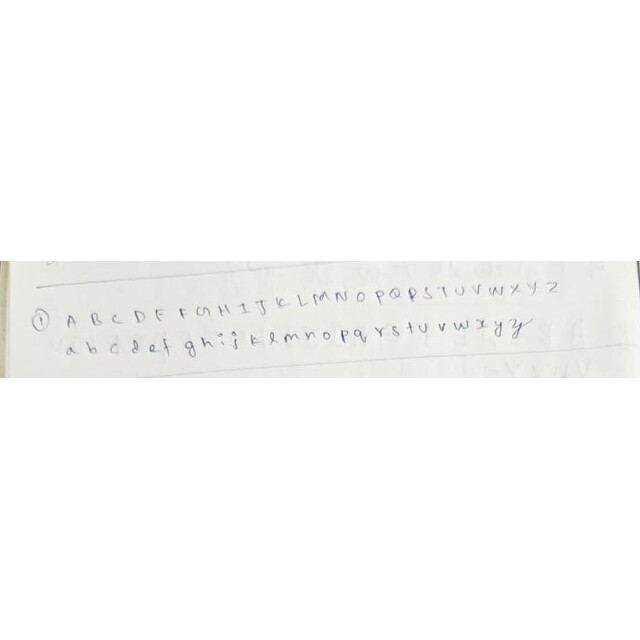 ① A B C D E F G H I J K L M N O P Q R S T U V W X Y Z
a b c d e f g h i j k l m n o p q r s t u v w x y z